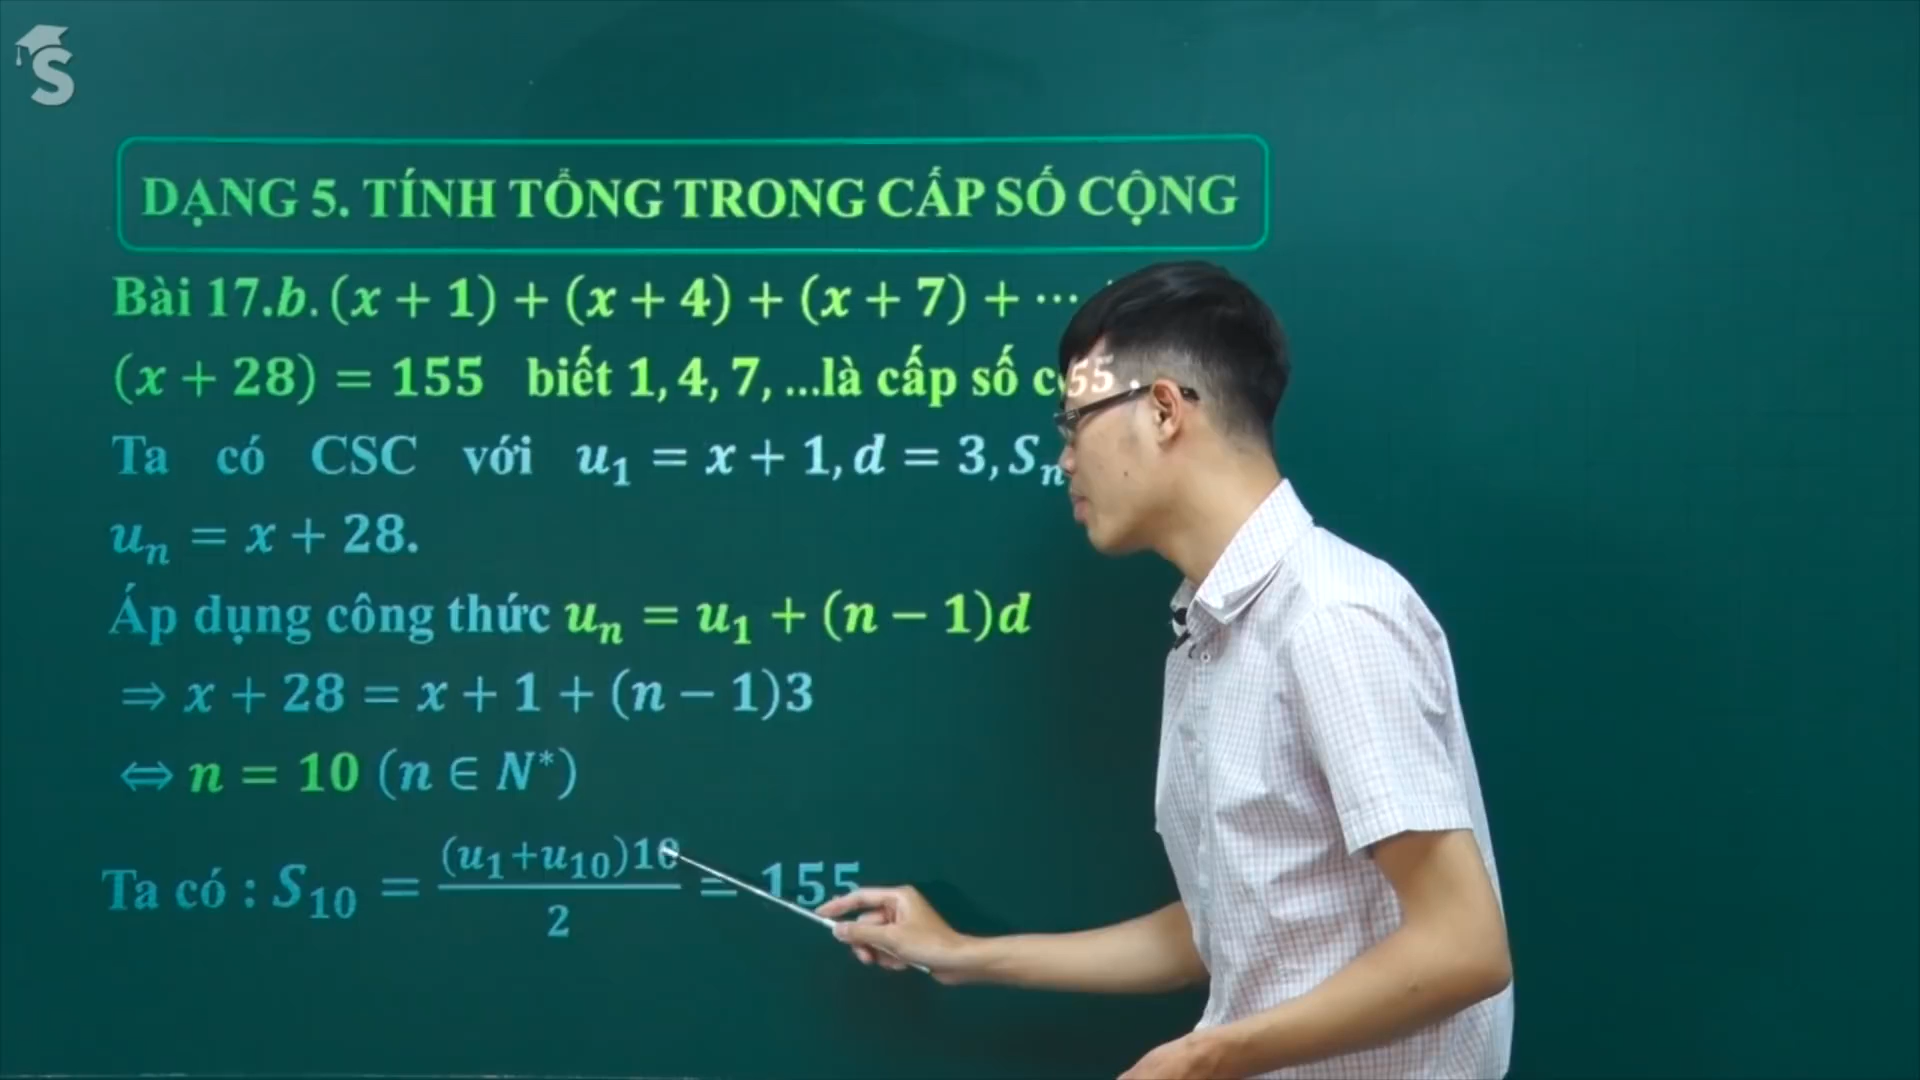 S
DẠNG 5. TÍNH TỔNG TRONG CẤP SỐ CỘNG
Bài 17.b. (x + 1) + (x + 4) + (x + 7) + ⋯
(x + 28) = 155 biết 1, 4, 7, ...là cấp số
55 .
Ta có CSC với u₁ = x + 1, d = 3, Sₙ
uₙ = x + 28.
Áp dụng công thức uₙ = u₁ + (n − 1)d
⇒ x + 28 = x + 1 + (n − 1)3
⇔ n = 10 (n ∈ N*)
Ta có : S₁₀ = (u₁+u₁₀)10 / 2 = 155